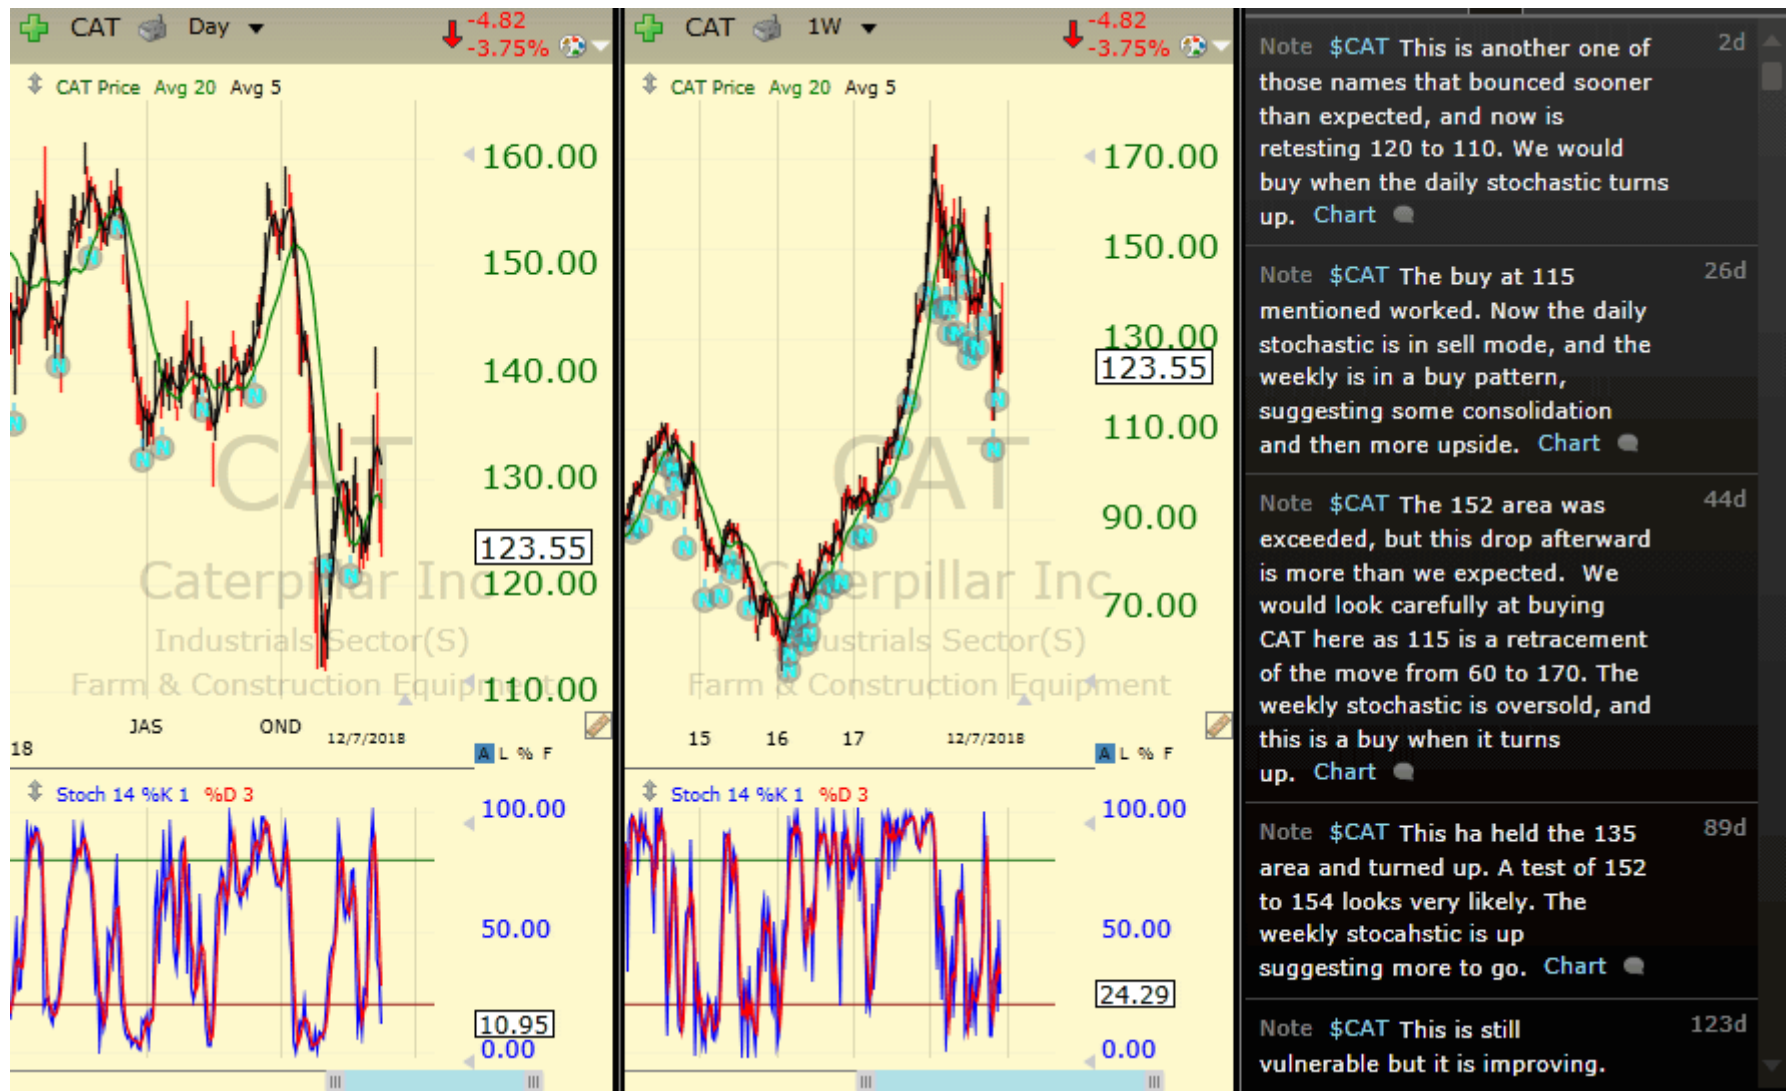 CAT Day
-4.82
-3.75%
CAT Price Avg 20 Avg 5
160.00
150.00
140.00
130.00
123.55
120.00
110.00
CAT
Caterpillar Inc
Industrials Sector(S)
Farm & Construction Equipment
18 JAS OND 12/7/2018
A L % F
Stoch 14 %K 1 %D 3
100.00
50.00
10.95
0.00
CAT 1W
-4.82
-3.75%
CAT Price Avg 20 Avg 5
170.00
150.00
130.00
123.55
110.00
90.00
70.00
CAT
Caterpillar Inc
Industrials Sector(S)
Farm & Construction Equipment
15 16 17 12/7/2018
A L % F
Stoch 14 %K 1 %D 3
100.00
50.00
24.29
0.00
Note $CAT This is another one of 2d
those names that bounced sooner
than expected, and now is
retesting 120 to 110. We would
buy when the daily stochastic turns
up. Chart
Note $CAT The buy at 115 26d
mentioned worked. Now the daily
stochastic is in sell mode, and the
weekly is in a buy pattern,
suggesting some consolidation
and then more upside. Chart
Note $CAT The 152 area was 44d
exceeded, but this drop afterward
is more than we expected. We
would look carefully at buying
CAT here as 115 is a retracement
of the move from 60 to 170. The
weekly stochastic is oversold, and
this is a buy when it turns
up. Chart
Note $CAT This ha held the 135 89d
area and turned up. A test of 152
to 154 looks very likely. The
weekly stocahstic is up
suggesting more to go. Chart
Note $CAT This is still 123d
vulnerable but it is improving.